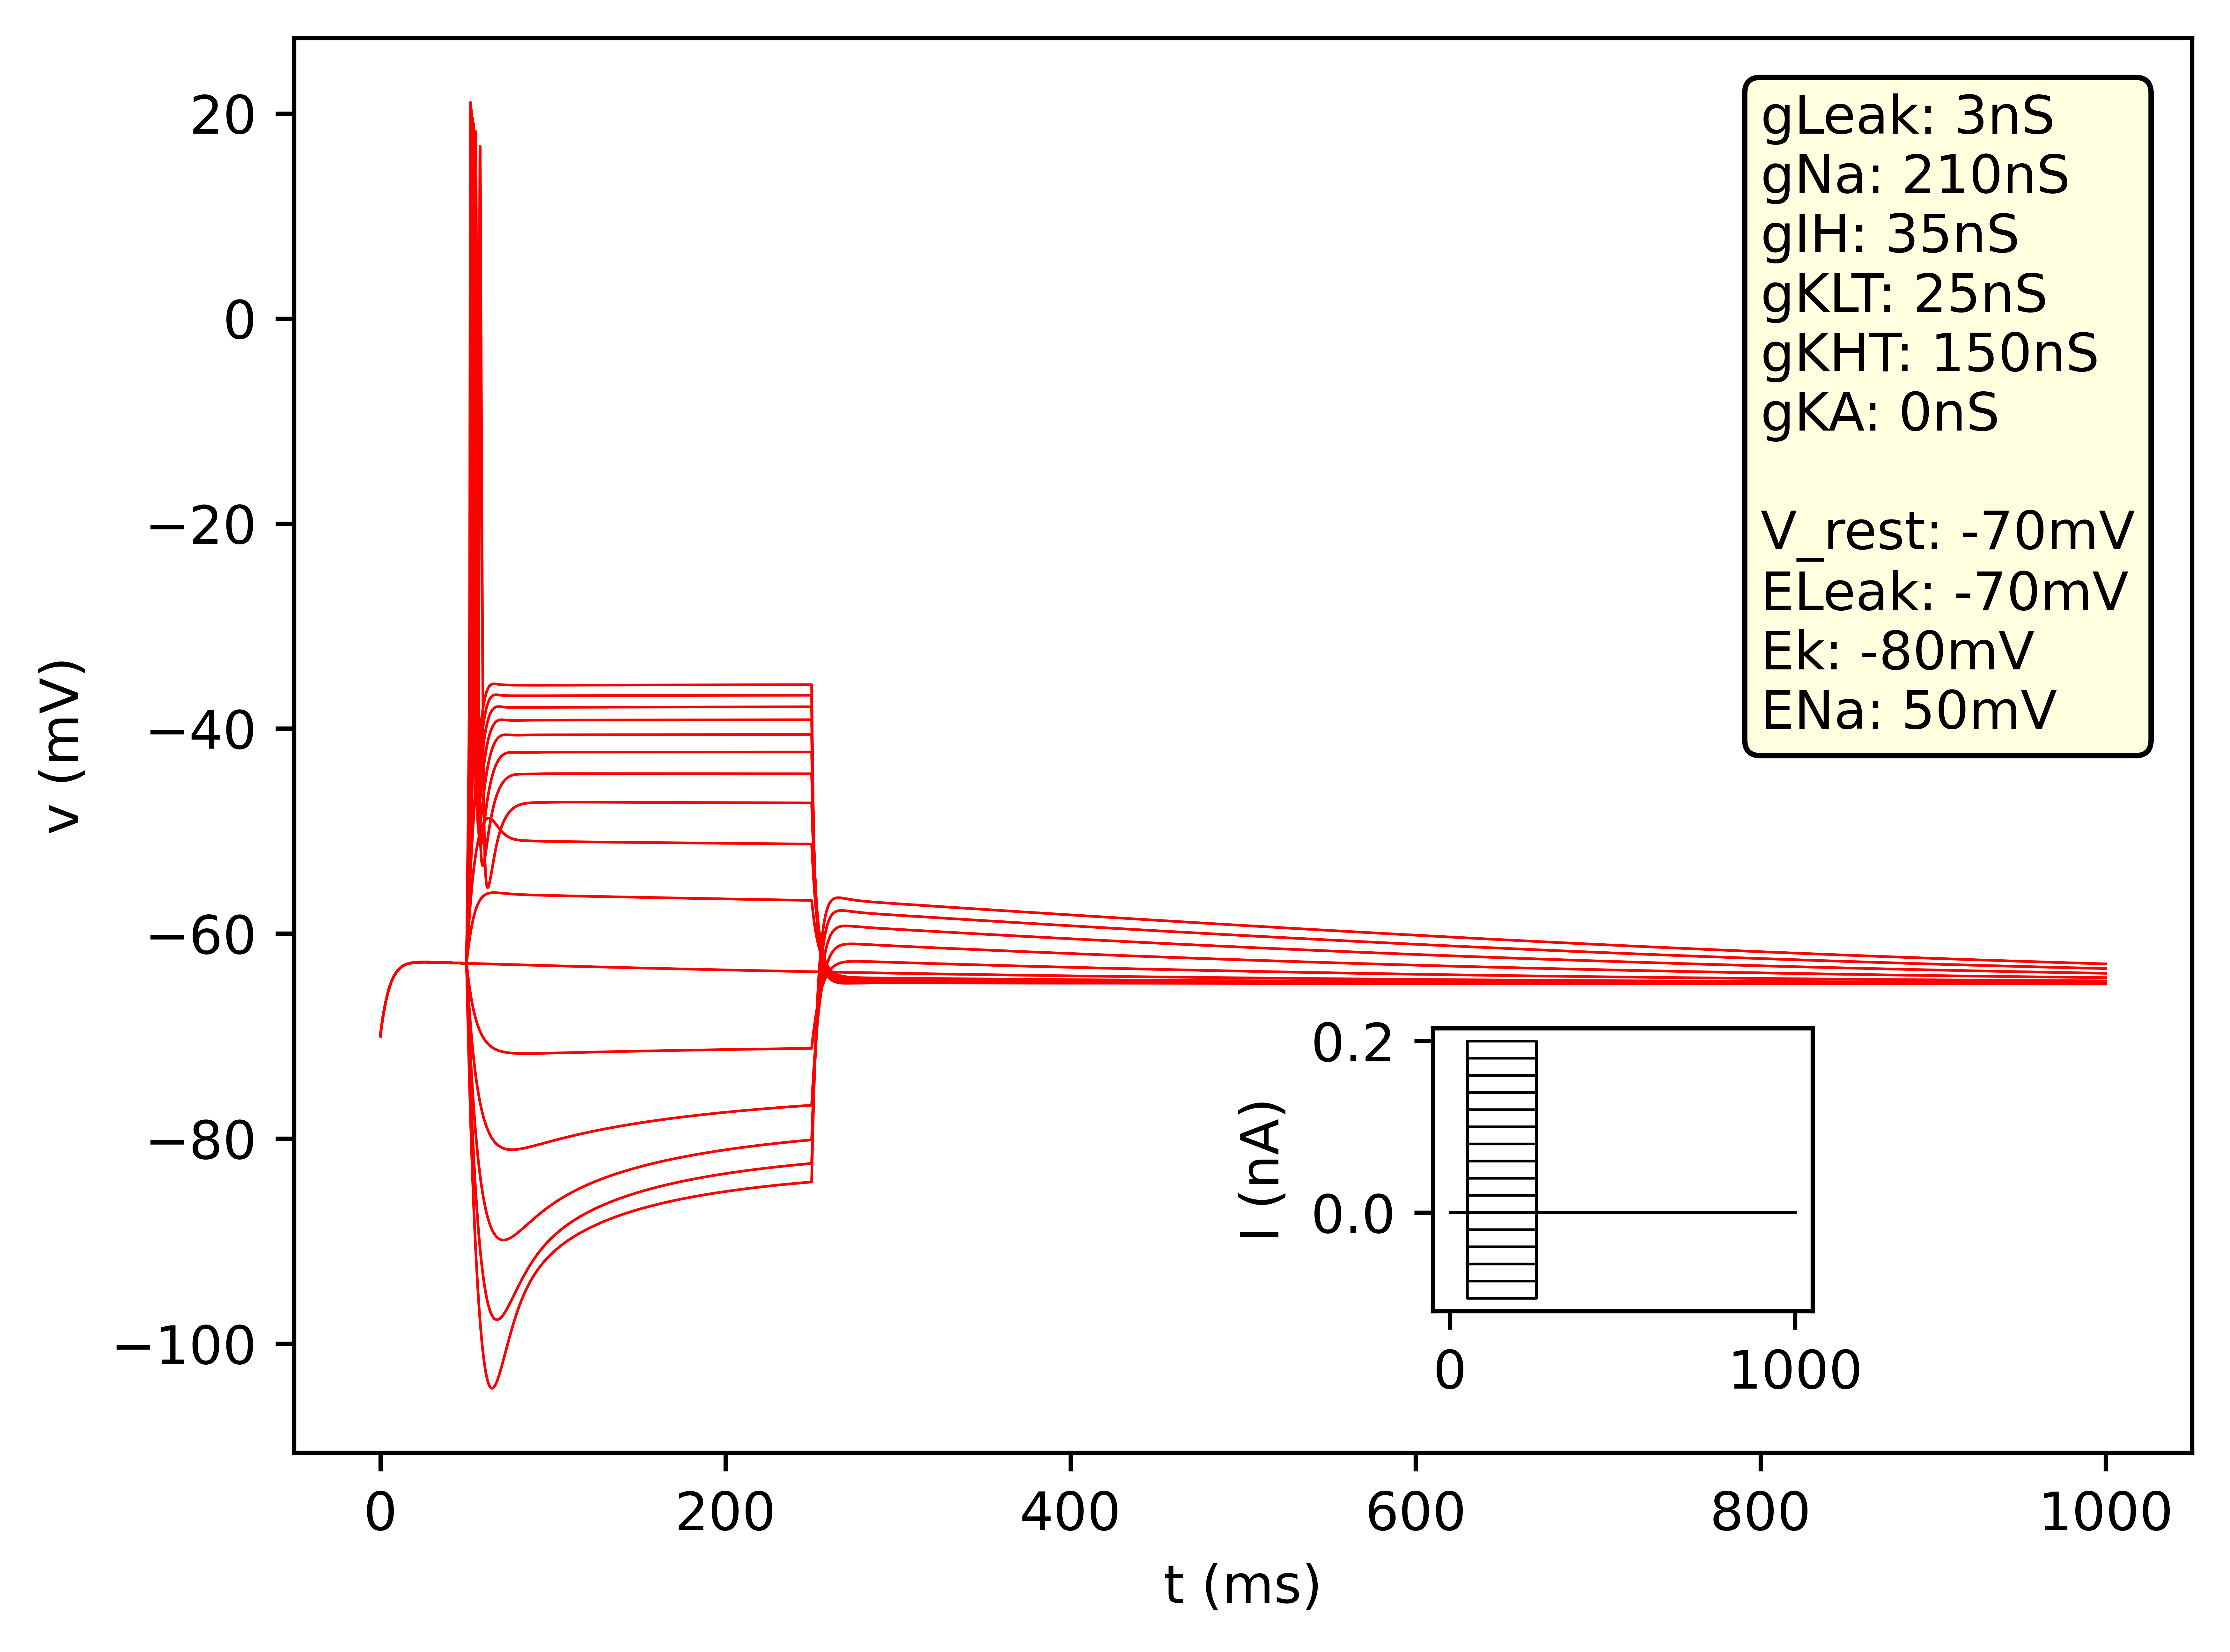 20
0
−20
−40
−60
−80
−100
v (mV)
gLeak: 3nS
gNa: 210nS
gIH: 35nS
gKLT: 25nS
gKHT: 150nS
gKA: 0nS
V_rest: -70mV
ELeak: -70mV
Ek: -80mV
ENa: 50mV
0.2
0.0
I (nA)
0 1000
0 200 400 600 800 1000
t (ms)